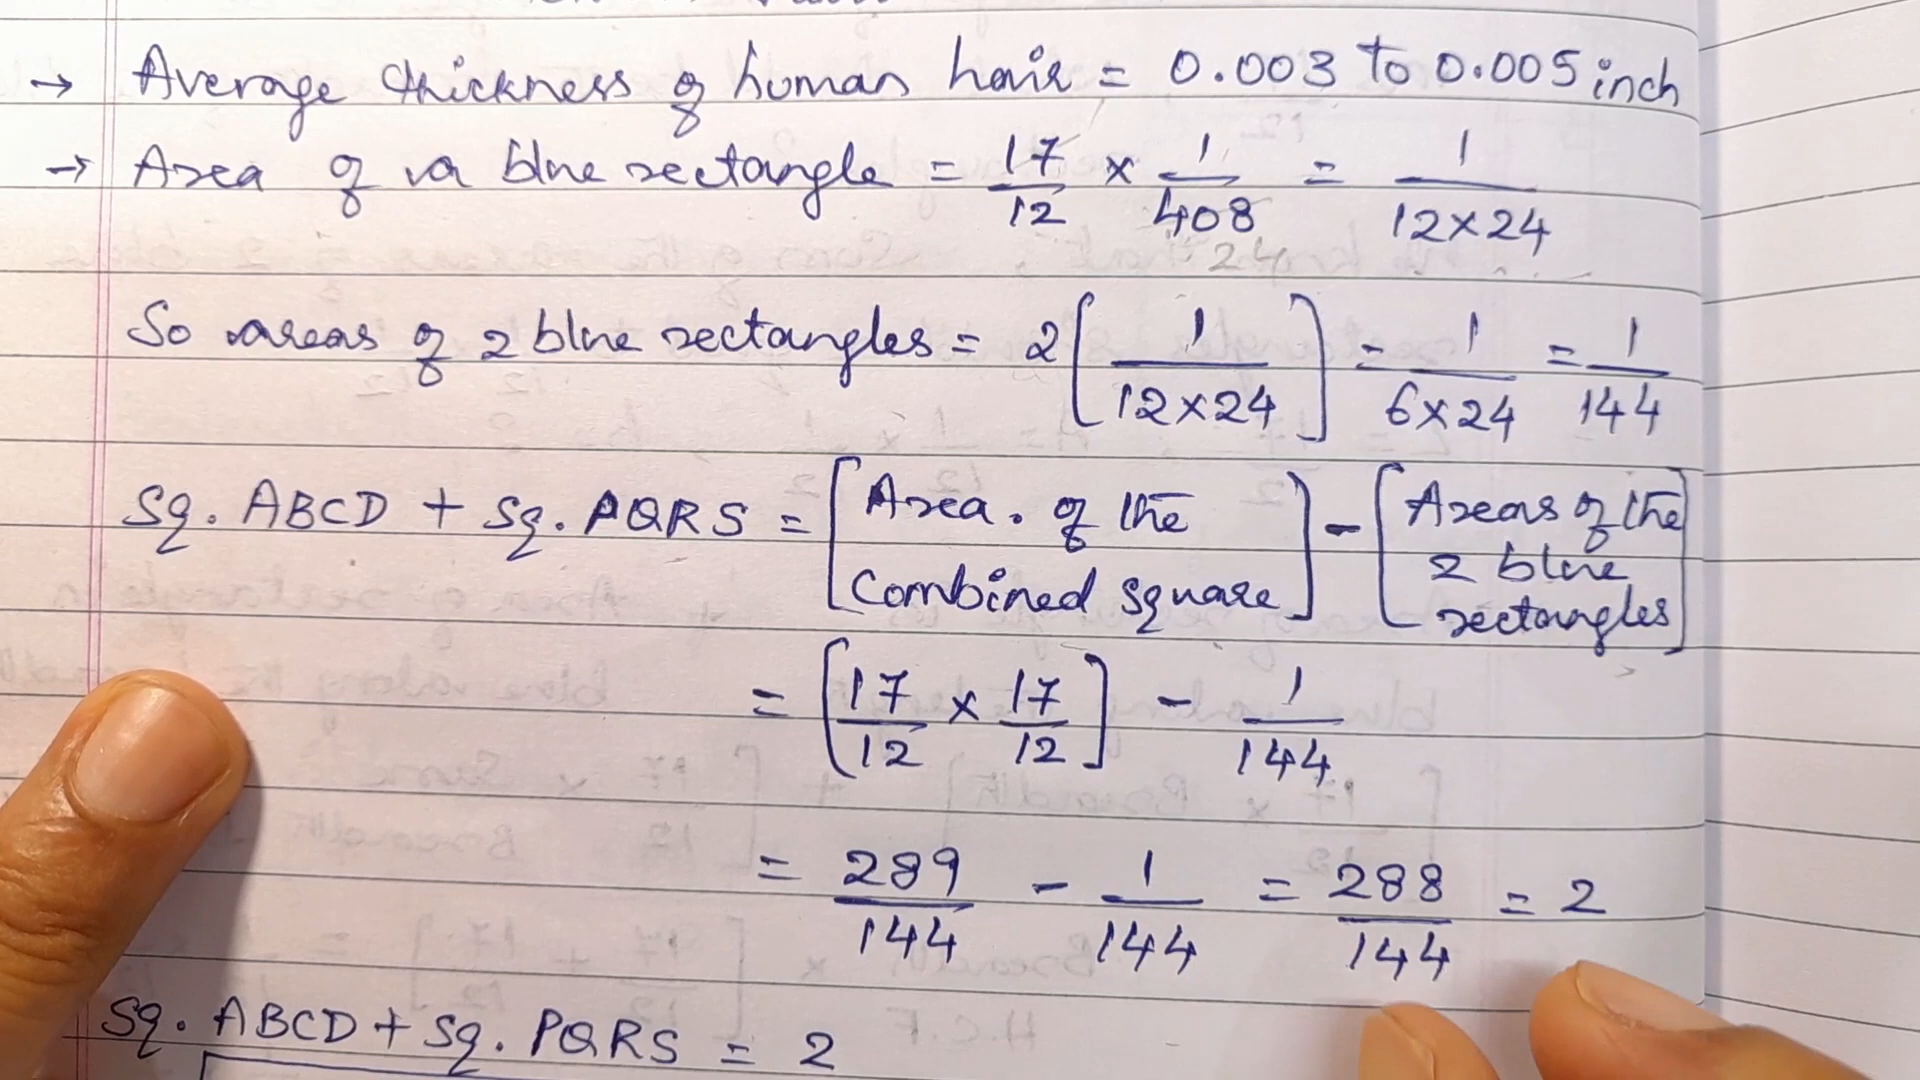 → Average thickness of human hair = 0.003 to 0.005 inch
→ Area of a blue rectangle = 17/12 × 1/408 = 1/(12×24)
24
So areas of 2 blue rectangles = 2[1/(12×24)] = 1/(6×24) = 1/144
Sq. ABCD + Sq. PQRS = [Area. of the Combined square] - [Areas of the 2 blue rectangles]
= [17/12 × 17/12] - 1/144
= 289/144 - 1/144 = 288/144 = 2
Sq. ABCD + Sq. PQRS = 2